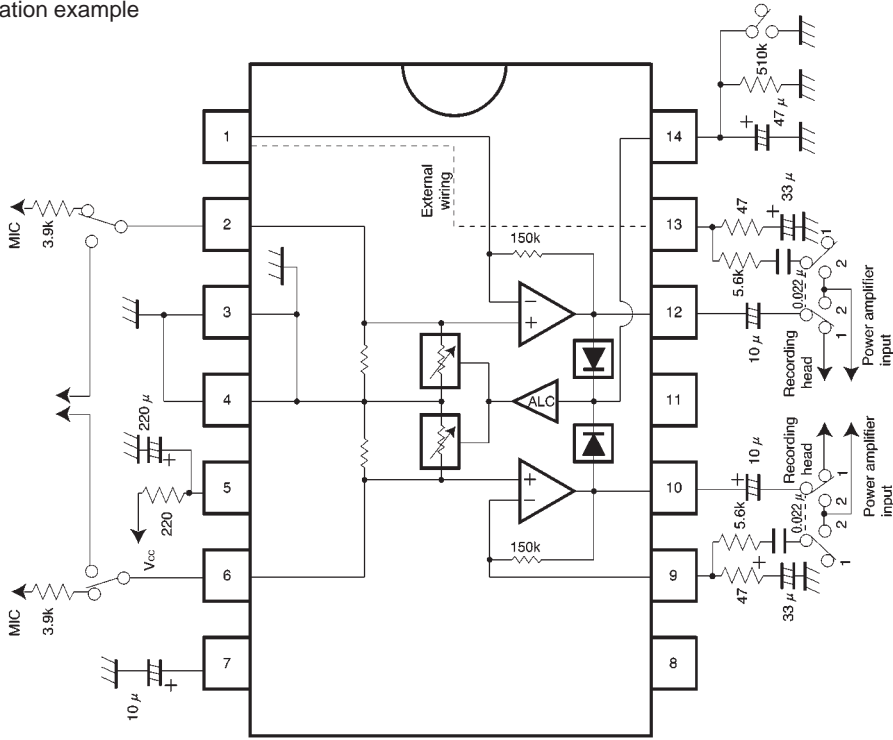 ation example
MIC
3.9k
220 μ
220
Vcc
MIC
3.9k
10 μ
1
2
3
4
5
6
7
External
wiring
150k
−
+
ALC
+
−
150k
14
13
12
11
10
9
8
510k
+
47 μ
47
+
33 μ
5.6k
0.022 μ
1
2
2
1
10 μ
Recording
head
Power amplifier
input
+
10 μ
Recording
head
1
2
2
1
Power amplifier
input
5.6k
0.022 μ
47
+
33 μ
+
+